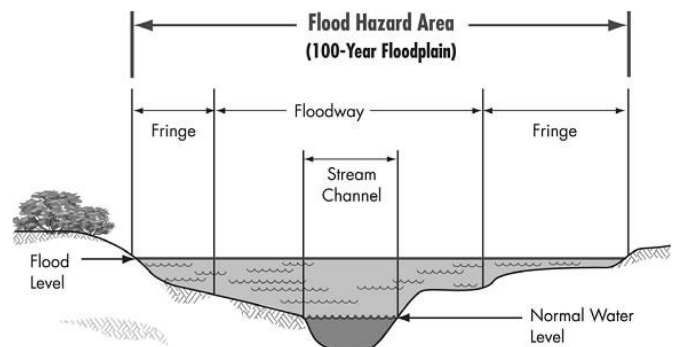 Flood Hazard Area
(100-Year Floodplain)
Fringe
Floodway
Fringe
Stream
Channel
Flood
Level
Normal Water
Level